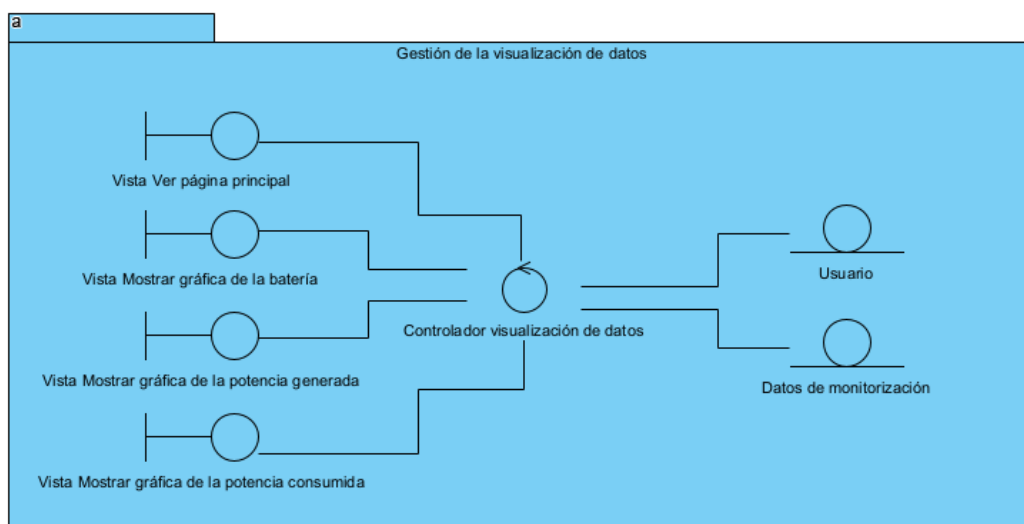 a
Gestión de la visualización de datos
Vista Ver página principal
Vista Mostrar gráfica de la batería
Usuario
Controlador visualización de datos
Vista Mostrar gráfica de la potencia generada
Datos de monitorización
Vista Mostrar gráfica de la potencia consumida